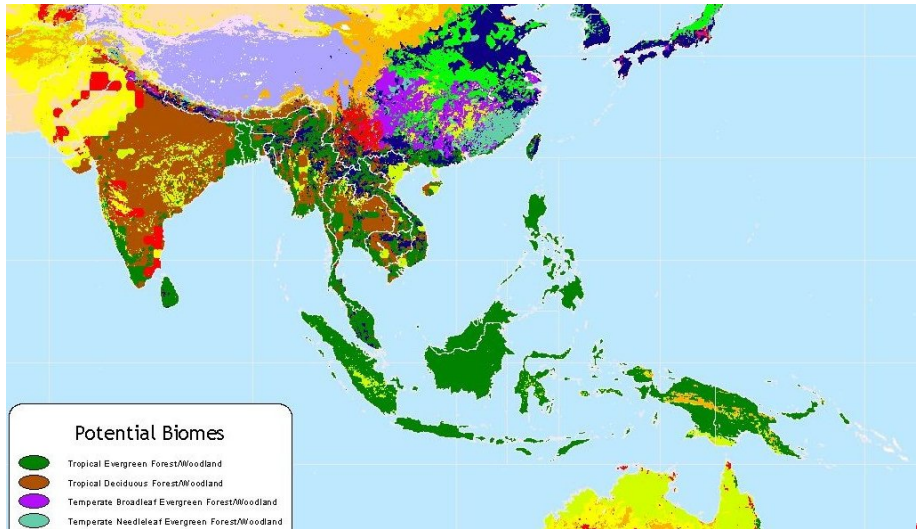 Potential Biomes
Tropical Evergreen Forest/Woodland
Tropical Deciduous Forest/Woodland
Temperate Broadleaf Evergreen Forest/Woodland
Temperate Needleleaf Evergreen Forest/Woodland